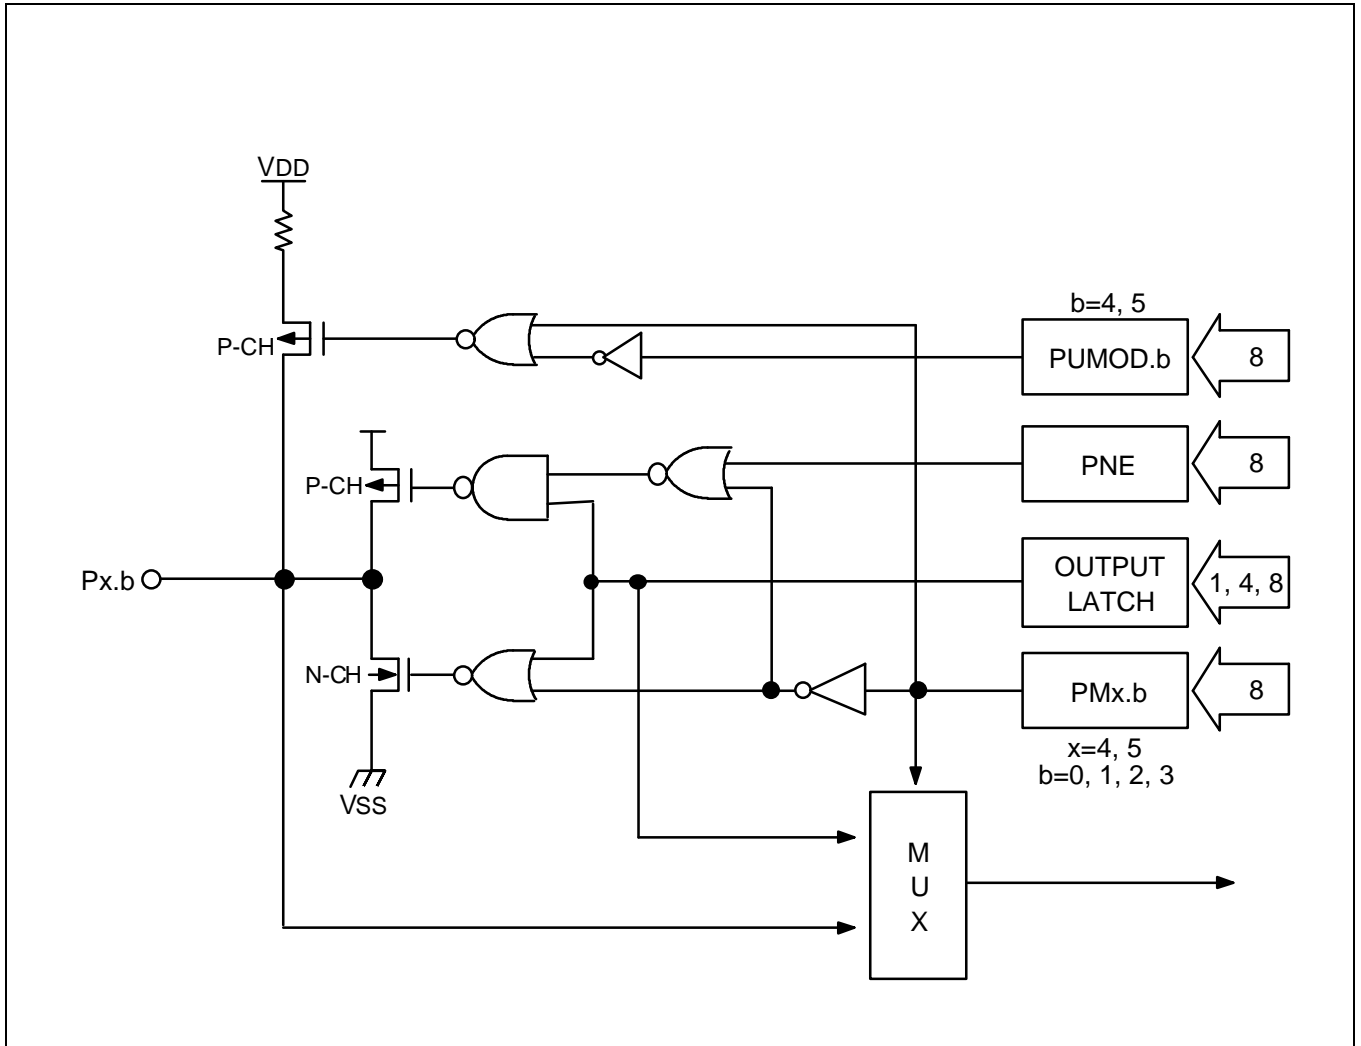 VDD
P-CH
b=4, 5
PUMOD.b
8
P-CH
PNE
8
Px.b
OUTPUT
LATCH
1, 4, 8
N-CH
PMx.b
8
x=4, 5
b=0, 1, 2, 3
VSS
M
U
X